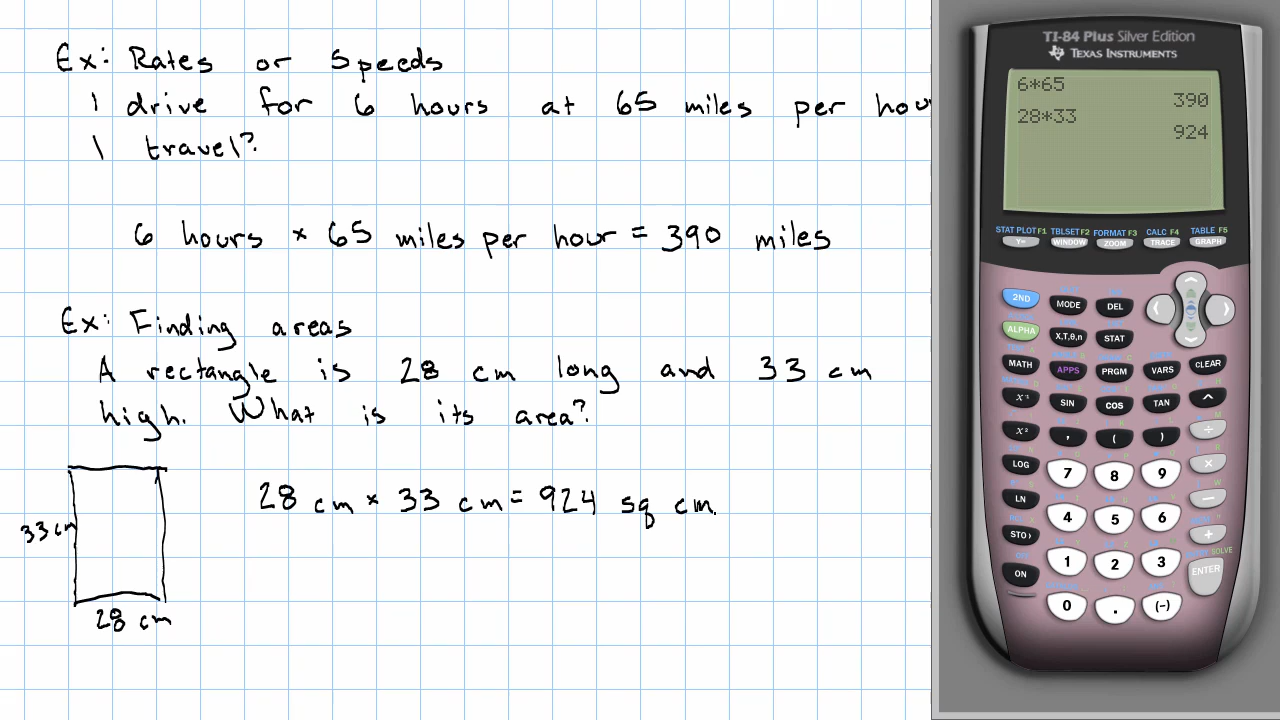 Ex: Rates or Speeds
I drive for 6 hours at 65 miles per hou
I travel?
6 hours × 65 miles per hour = 390 miles
Ex: Finding areas
A rectangle is 28 cm long and 33 cm
high. What is its area?
33 cm
28 cm × 33 cm = 924 sq cm.
28 cm
TI-84 Plus Silver Edition
TEXAS INSTRUMENTS
6*65
390
28*33
924
STAT PLOT F1 TBLSET F2 FORMAT F3 CALC F4 TABLE F5
Y= WINDOW ZOOM TRACE GRAPH
2ND MODE DEL
ALPHA X,T,θ,n STAT
MATH APPS PRGM VARS CLEAR
x⁻¹ SIN COS TAN ^
x² , ( ) ÷
LOG 7 8 9 ×
LN 4 5 6 −
STO› 1 2 3 +
ON 0 . (-) ENTER